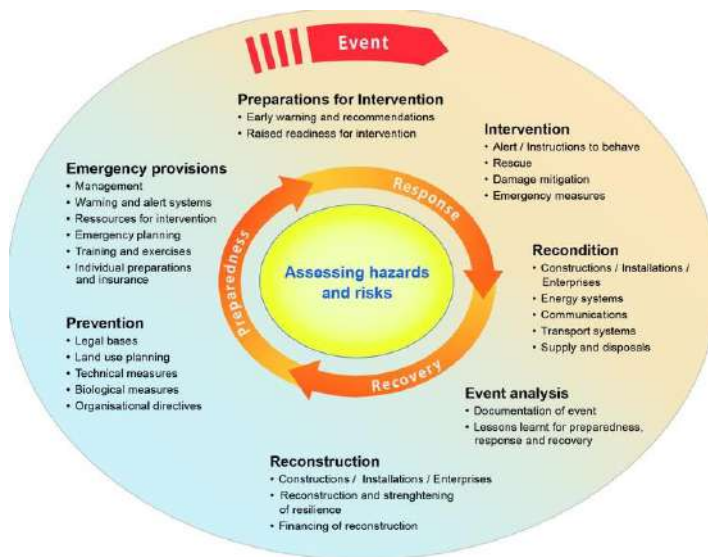 Event
Preparations for Intervention
• Early warning and recommendations
• Raised readiness for intervention
Intervention
• Alert / Instructions to behave
• Rescue
• Damage mitigation
• Emergency measures
Emergency provisions
• Management
• Warning and alert systems
• Ressources for intervention
• Emergency planning
• Training and exercises
• Individual preparations
and insurance
Response
Preparedness
Recovery
Assessing hazards
and risks
Recondition
• Constructions / Installations /
Enterprises
• Energy systems
• Communications
• Transport systems
• Supply and disposals
Prevention
• Legal bases
• Land use planning
• Technical measures
• Biological measures
• Organisational directives
Event analysis
• Documentation of event
• Lessons learnt for preparedness,
response and recovery
Reconstruction
• Constructions / Installations / Enterprises
• Reconstruction and strenghtening
of resilience
• Financing of reconstruction